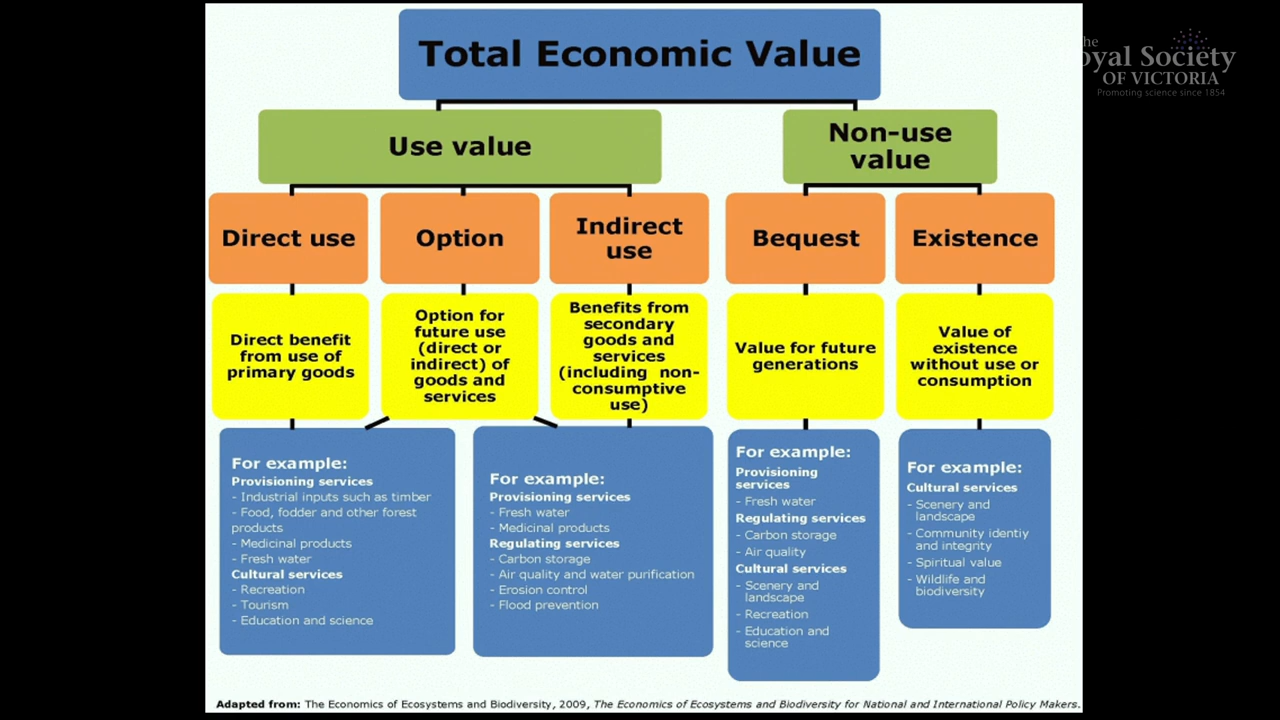 Total Economic Value
The
Royal Society
OF VICTORIA
Promoting science since 1854
Use value
Non-use
value
Direct use
Option
Indirect
use
Bequest
Existence
Direct benefit
from use of
primary goods
Option for
future use
(direct or
indirect) of
goods and
services
Benefits from
secondary
goods and
services
(including non-
consumptive
use)
Value for future
generations
Value of
existence
without use or
consumption
For example:
Provisioning services
- Industrial inputs such as timber
- Food, fodder and other forest
products
- Medicinal products
- Fresh water
Cultural services
- Recreation
- Tourism
- Education and science
For example:
Provisioning services
- Fresh water
- Medicinal products
Regulating services
- Carbon storage
- Air quality and water purification
- Erosion control
- Flood prevention
For example:
Provisioning
services
- Fresh water
Regulating services
- Carbon storage
- Air quality
Cultural services
- Scenery and
landscape
- Recreation
- Education and
science
For example:
Cultural services
- Scenery and
landscape
- Community identiy
and integrity
- Spiritual value
- Wildlife and
biodiversity
Adapted from: The Economics of Ecosystems and Biodiversity, 2009, The Economics of Ecosystems and Biodiversity for National and International Policy Makers.